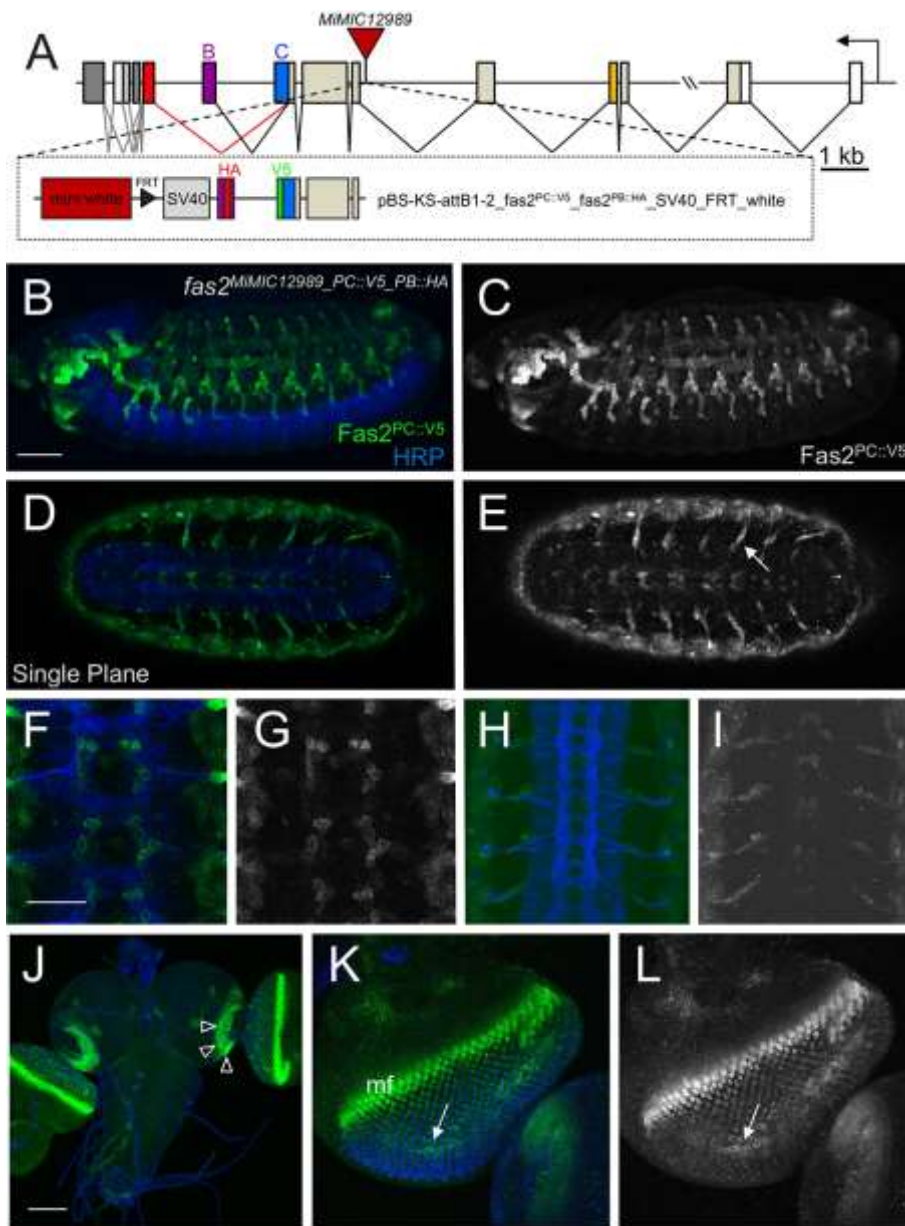 A
MiMIC12989
B
C
1 kb
HA
V5
FRT
mini white
SV40
pBS-KS-attB1-2_fas2PC::V5_fas2PB::HA_SV40_FRT_white
B
fas2MiMIC12989_PC::V5_PB::HA
Fas2PC::V5
HRP
C
Fas2PC::V5
D
Single Plane
E
F
G
H
I
J
K
mf
L